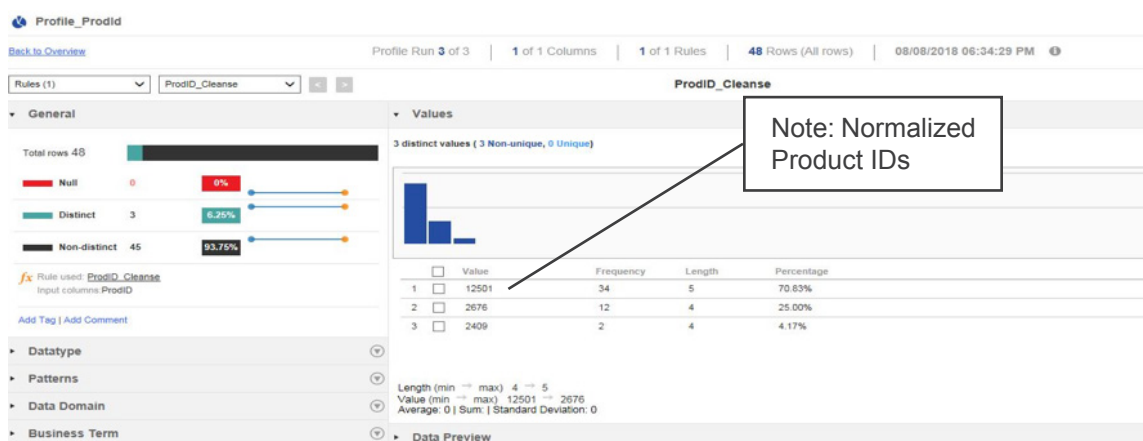 Profile_ProdId
Back to Overview
Profile Run 3 of 3 | 1 of 1 Columns | 1 of 1 Rules | 48 Rows (All rows) | 08/08/2018 06:34:29 PM
Rules (1) ProdID_Cleanse < >
ProdID_Cleanse
General
Total rows 48
Null 0 0%
Distinct 3 6.25%
Non-distinct 45 93.75%
fx Rule used: ProdID_Cleanse
Input columns:ProdID
Add Tag | Add Comment
Datatype
Patterns
Data Domain
Business Term
Values
3 distinct values ( 3 Non-unique, 0 Unique)
Note: Normalized
Product IDs
Value Frequency Length Percentage
1 12501 34 5 70.83%
2 2676 12 4 25.00%
3 2409 2 4 4.17%
Length (min → max) 4 → 5
Value (min → max) 12501 → 2676
Average: 0 | Sum: | Standard Deviation: 0
Data Preview